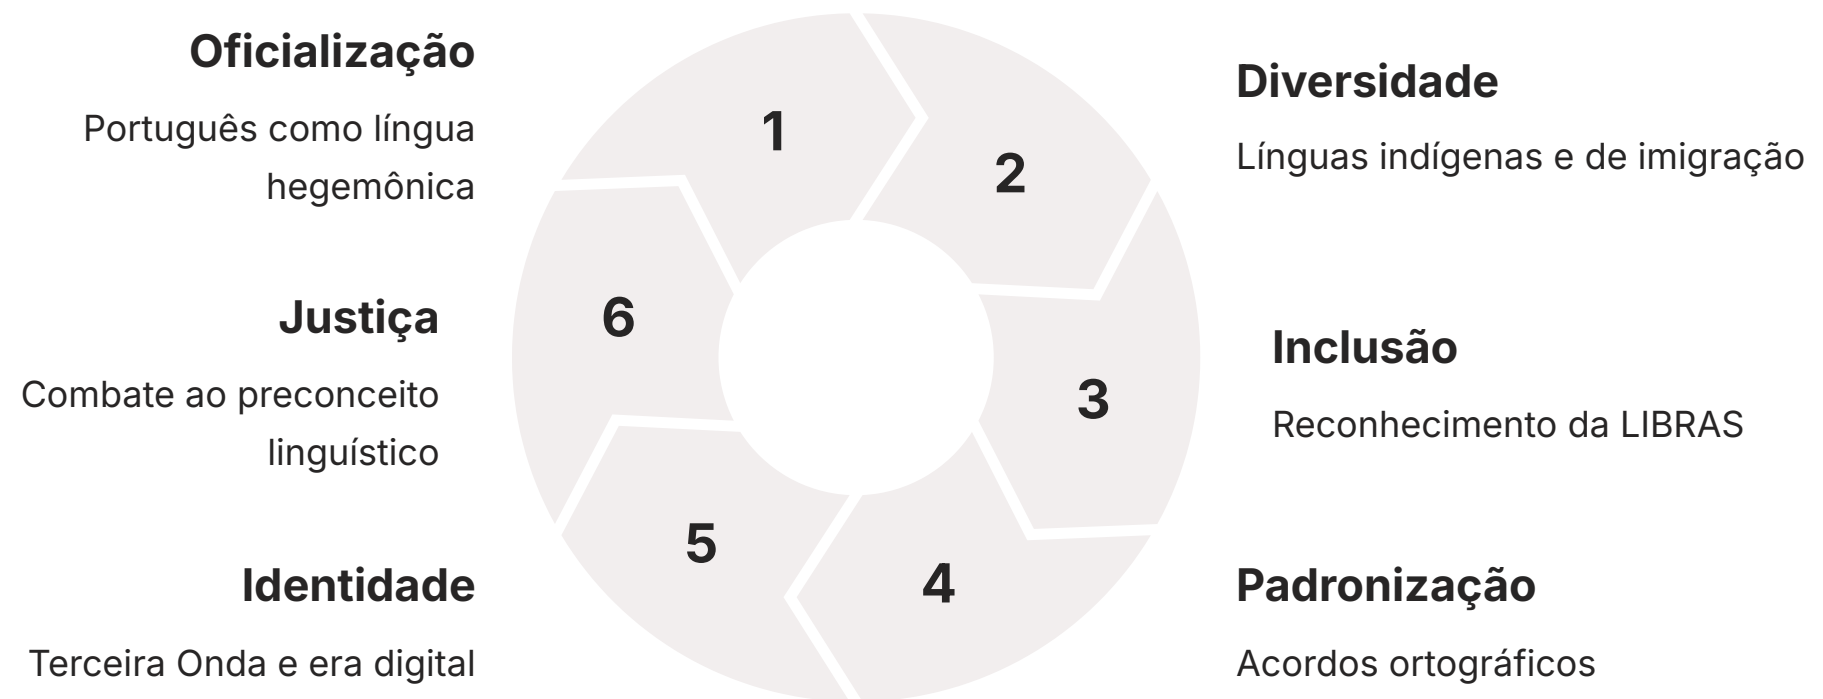 Oficialização
Português como língua
hegemônica
1
2
Diversidade
Línguas indígenas e de imigração
3
Inclusão
Reconhecimento da LIBRAS
4
Padronização
Acordos ortográficos
5
Identidade
Terceira Onda e era digital
6
Justiça
Combate ao preconceito
linguístico